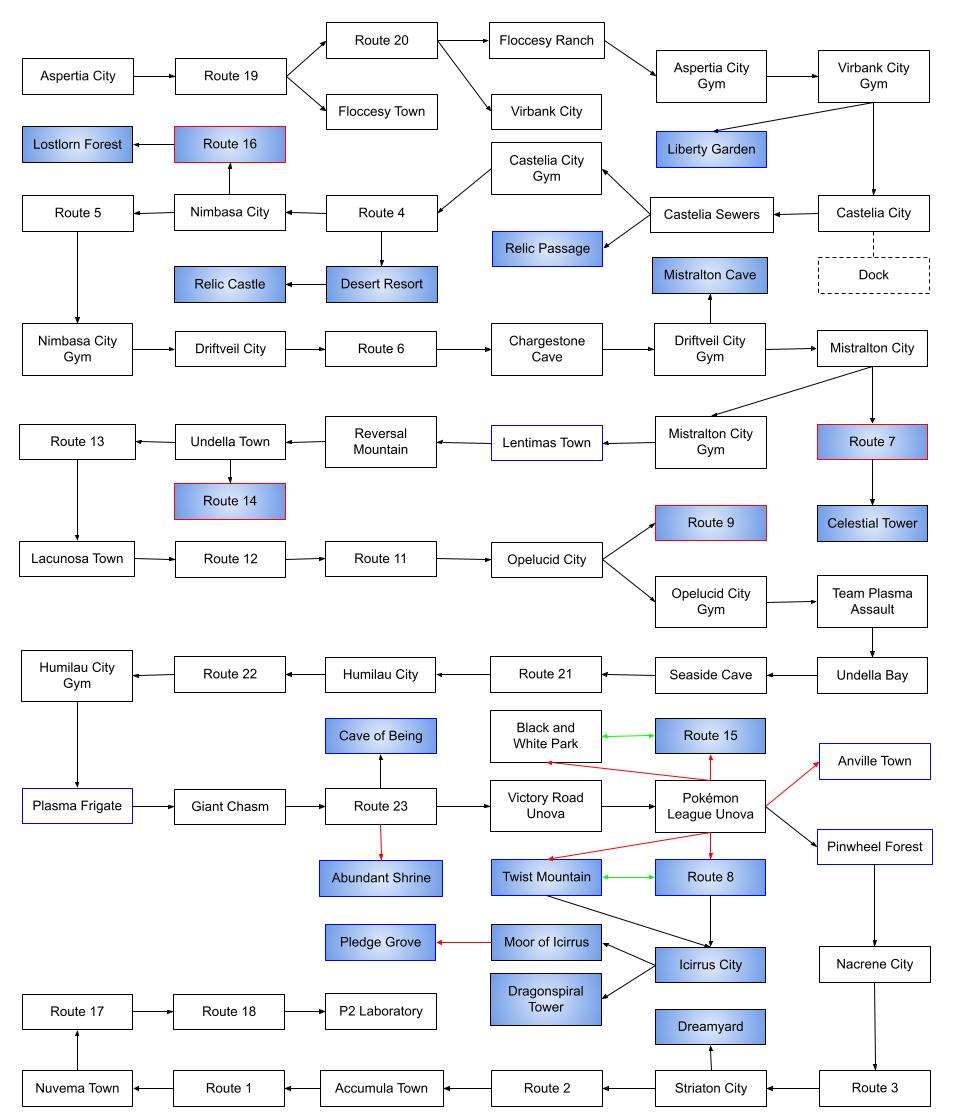 Route 20
Floccesy Ranch
Aspertia City
Route 19
Aspertia City
Gym
Virbank City
Gym
Floccesy Town
Virbank City
Lostlorn Forest
Route 16
Liberty Garden
Castelia City
Gym
Route 5
Nimbasa City
Route 4
Castelia Sewers
Castelia City
Relic Passage
Relic Castle
Desert Resort
Mistralton Cave
Dock
Nimbasa City
Gym
Driftveil City
Route 6
Chargestone
Cave
Driftveil City
Gym
Mistralton City
Route 13
Undella Town
Reversal
Mountain
Lentimas Town
Mistralton City
Gym
Route 7
Route 14
Route 9
Celestial Tower
Lacunosa Town
Route 12
Route 11
Opelucid City
Opelucid City
Gym
Team Plasma
Assault
Humilau City
Gym
Route 22
Humilau City
Route 21
Seaside Cave
Undella Bay
Cave of Being
Black and
White Park
Route 15
Anville Town
Plasma Frigate
Giant Chasm
Route 23
Victory Road
Unova
Pokémon
League Unova
Pinwheel Forest
Abundant Shrine
Twist Mountain
Route 8
Pledge Grove
Moor of Icirrus
Icirrus City
Nacrene City
Dragonspiral
Tower
Route 17
Route 18
P2 Laboratory
Dreamyard
Nuvema Town
Route 1
Accumula Town
Route 2
Striaton City
Route 3